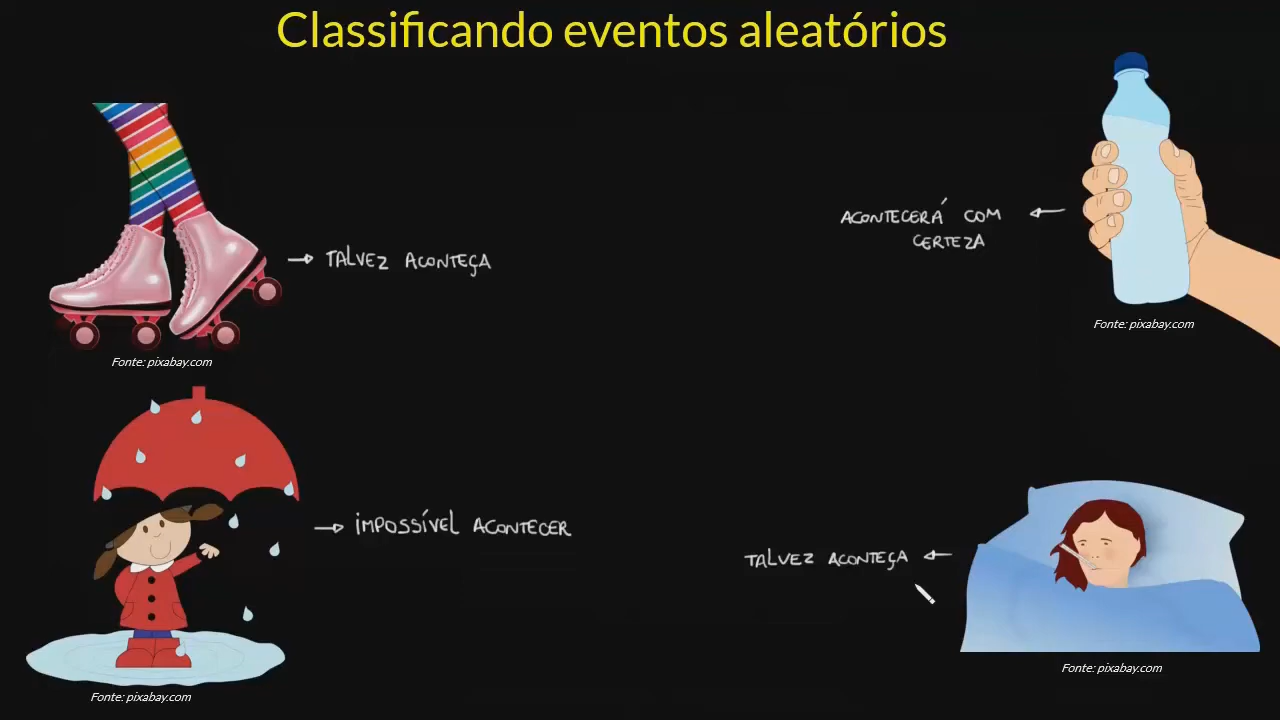 Classificando eventos aleatórios
TALVEZ ACONTEÇA
Fonte: pixabay.com
ACONTECERÁ COM
CERTEZA
Fonte: pixabay.com
IMPOSSÍVEL ACONTECER
Fonte: pixabay.com
TALVEZ ACONTEÇA
Fonte: pixabay.com